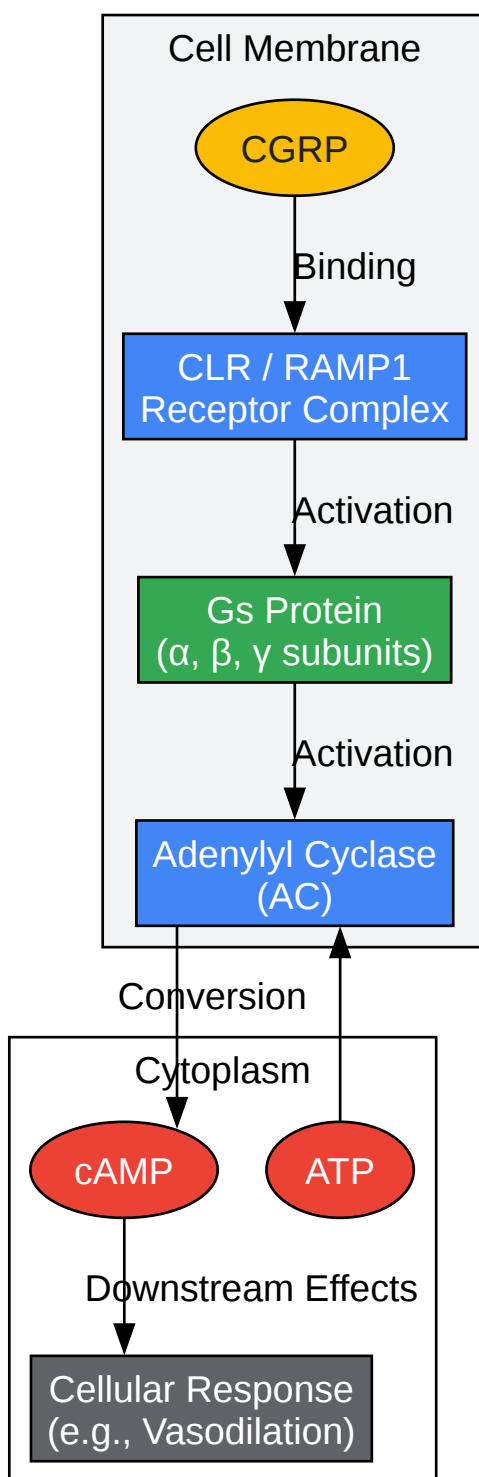 Cell Membrane
CGRP
Binding
CLR / RAMP1
Receptor Complex
Activation
Gs Protein
(α, β, γ subunits)
Activation
Adenylyl Cyclase
(AC)
Conversion
Cytoplasm
cAMP
ATP
Downstream Effects
Cellular Response
(e.g., Vasodilation)